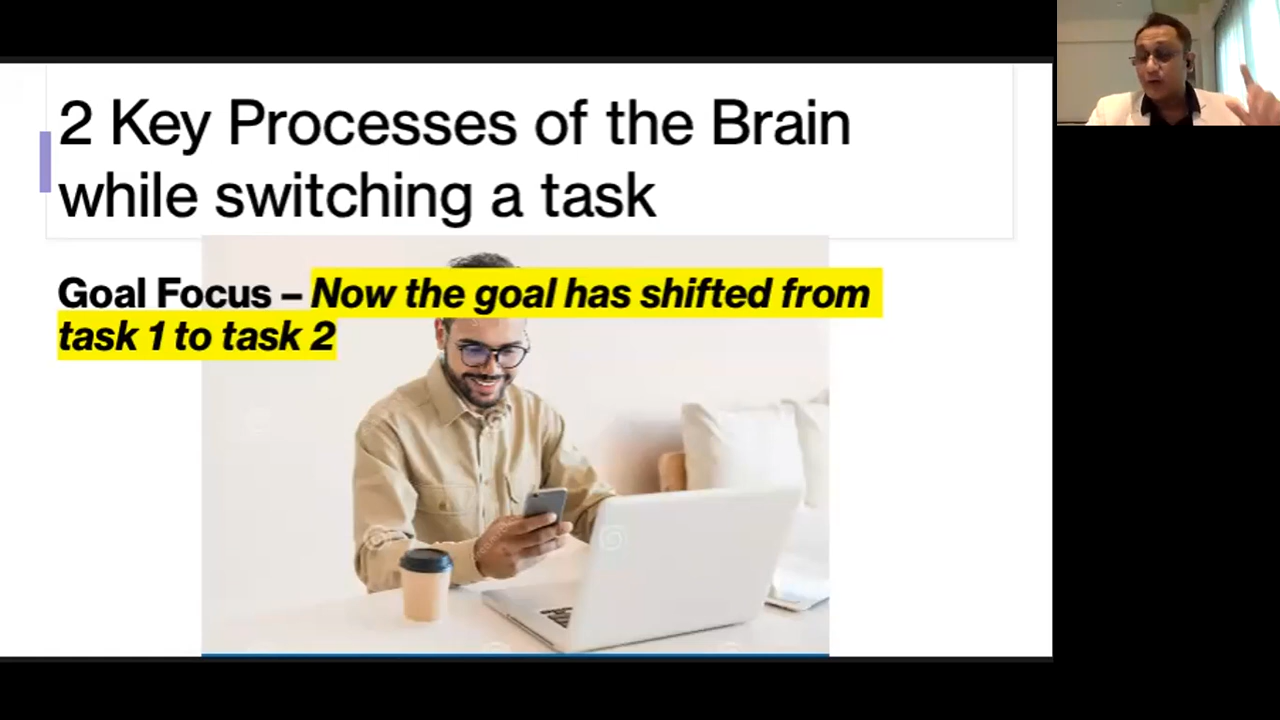 2 Key Processes of the Brain
while switching a task
Goal Focus – Now the goal has shifted from
task 1 to task 2